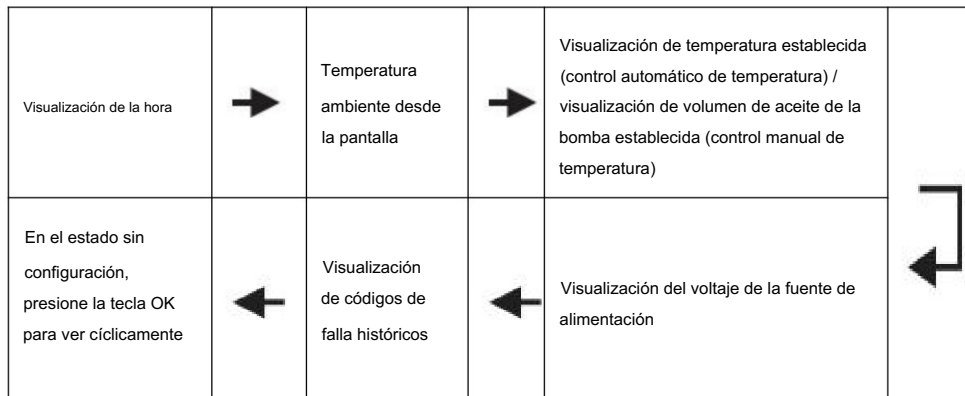 Visualización de la hora
Temperatura
ambiente desde
la pantalla
Visualización de temperatura establecida
(control automático de temperatura) /
visualización de volumen de aceite de la
bomba establecida (control manual de
temperatura)
En el estado sin
configuración,
presione la tecla OK
para ver cíclicamente
Visualización
de códigos de
falla históricos
Visualización del voltaje de la fuente de
alimentación